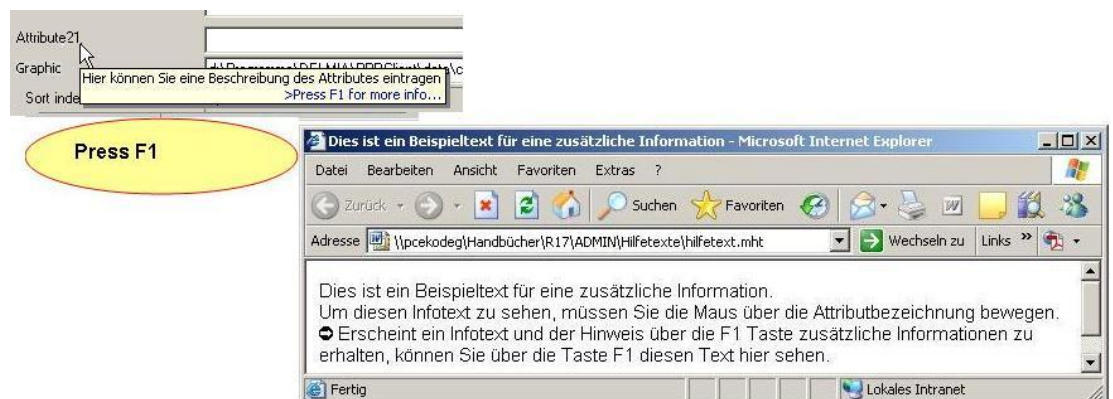 Attribute21
Hier können Sie eine Beschreibung des Attributes eintragen
>Press F1 for more info...
Graphic
Sort inde
Press F1
Dies ist ein Beispieltext für eine zusätzliche Information - Microsoft Internet Explorer
Datei Bearbeiten Ansicht Favoriten Extras ?
Zurück Suchen Favoriten
Adresse \\pcekodeg\Handbücher\R17\ADMIN\Hilfetexte\hilfetext.mht Wechseln zu Links »
Dies ist ein Beispieltext für eine zusätzliche Information.
Um diesen Infotext zu sehen, müssen Sie die Maus über die Attributbezeichnung bewegen.
➲ Erscheint ein Infotext und der Hinweis über die F1 Taste zusätzliche Informationen zu
erhalten, können Sie über die Taste F1 diesen Text hier sehen.
Fertig Lokales Intranet